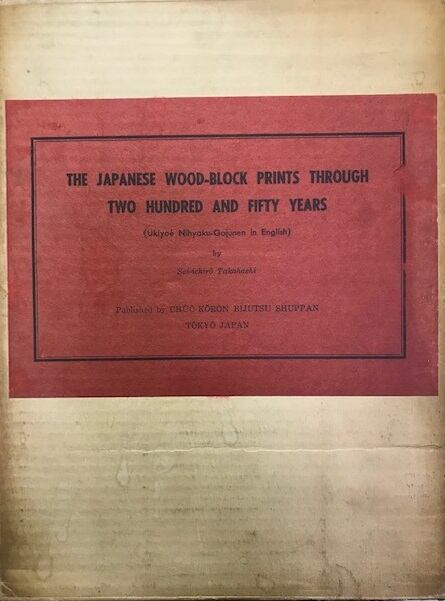 THE JAPANESE WOOD-BLOCK PRINTS THROUGH
TWO HUNDRED AND FIFTY YEARS
(Ukiyoé Nihyaku-Gojunen in English)
by
Sei-ichirô Takahashi
Published by CHÛÔ-KÔRON BIJUTSU SHUPPAN
TÔKYÔ JAPAN